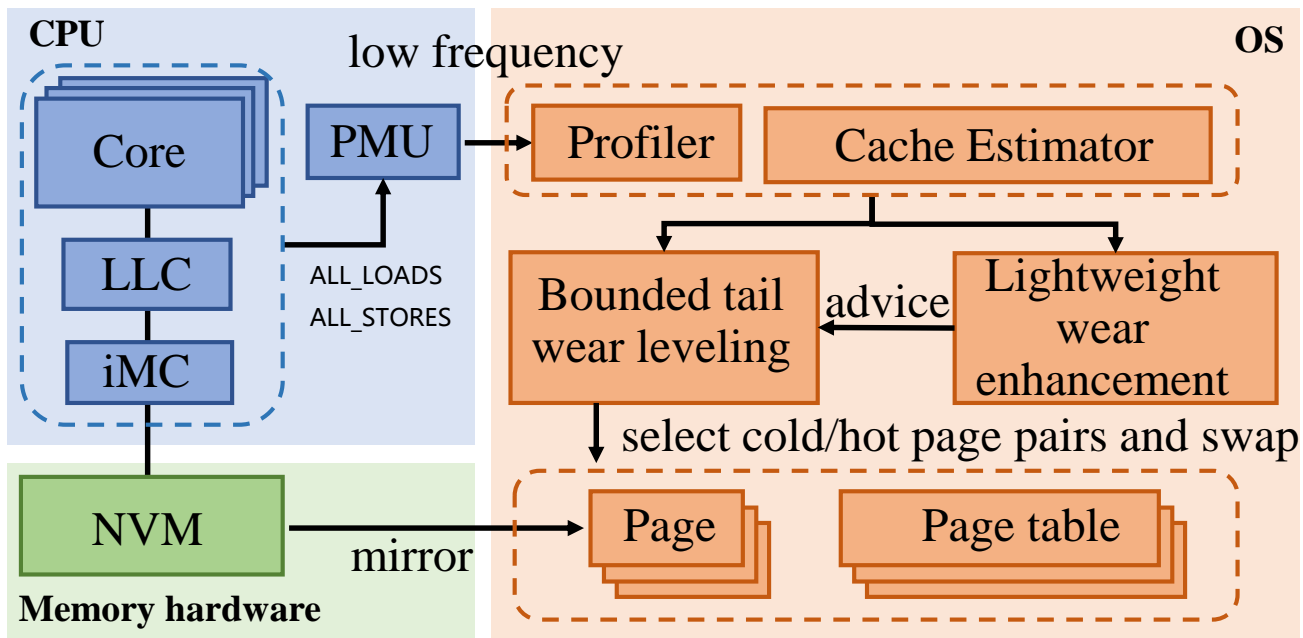 CPU
OS
low frequency
Core
PMU
Profiler
Cache Estimator
LLC
ALL_LOADS
ALL_STORES
iMC
Bounded tail
wear leveling
advice
Lightweight
wear
enhancement
select cold/hot page pairs and swap
NVM
mirror
Page
Page table
Memory hardware